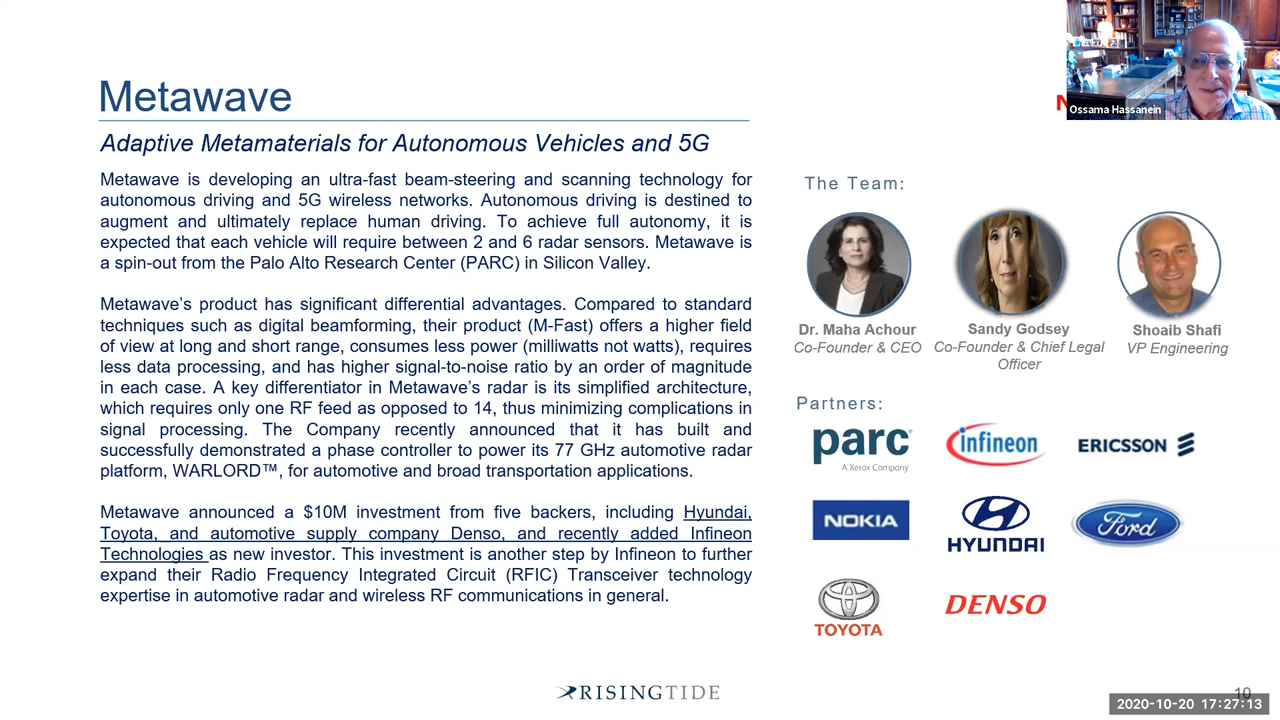 Metawave
Adaptive Metamaterials for Autonomous Vehicles and 5G
Metawave is developing an ultra-fast beam-steering and scanning technology for
autonomous driving and 5G wireless networks. Autonomous driving is destined to
augment and ultimately replace human driving. To achieve full autonomy, it is
expected that each vehicle will require between 2 and 6 radar sensors. Metawave is
a spin-out from the Palo Alto Research Center (PARC) in Silicon Valley.
Metawave's product has significant differential advantages. Compared to standard
techniques such as digital beamforming, their product (M-Fast) offers a higher field
of view at long and short range, consumes less power (milliwatts not watts), requires
less data processing, and has higher signal-to-noise ratio by an order of magnitude
in each case. A key differentiator in Metawave's radar is its simplified architecture,
which requires only one RF feed as opposed to 14, thus minimizing complications in
signal processing. The Company recently announced that it has built and
successfully demonstrated a phase controller to power its 77 GHz automotive radar
platform, WARLORD™, for automotive and broad transportation applications.
Metawave announced a $10M investment from five backers, including Hyundai,
Toyota, and automotive supply company Denso, and recently added Infineon
Technologies as new investor. This investment is another step by Infineon to further
expand their Radio Frequency Integrated Circuit (RFIC) Transceiver technology
expertise in automotive radar and wireless RF communications in general.
Ossama Hassanein
The Team:
Dr. Maha Achour
Co-Founder & CEO
Sandy Godsey
Co-Founder & Chief Legal
Officer
Shoaib Shafi
VP Engineering
Partners:
parc
A Xerox Company
infineon
ERICSSON
NOKIA
HYUNDAI
Ford
TOYOTA
DENSO
RISINGTIDE
10
2020-10-20 17:27:13